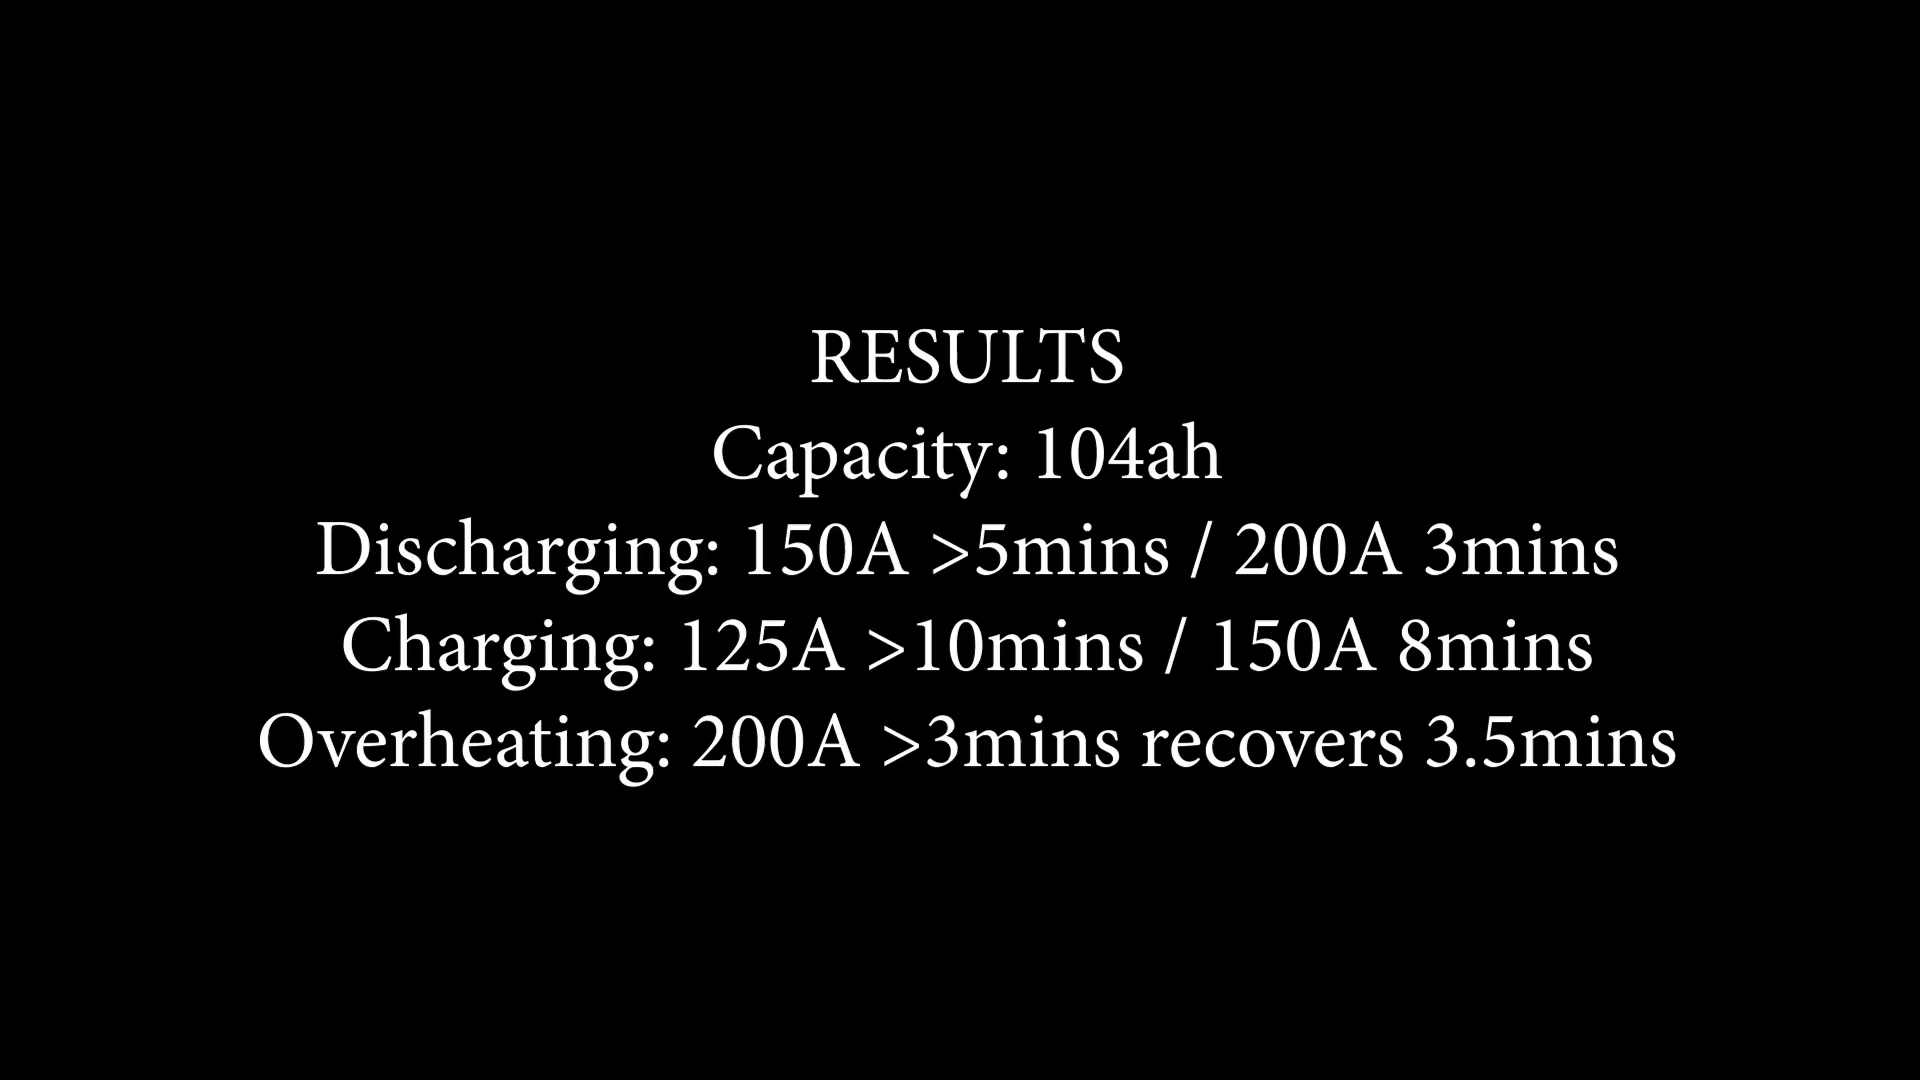 RESULTS
Capacity: 104ah
Discharging: 150A >5mins / 200A 3mins
Charging: 125A >10mins / 150A 8mins
Overheating: 200A >3mins recovers 3.5mins